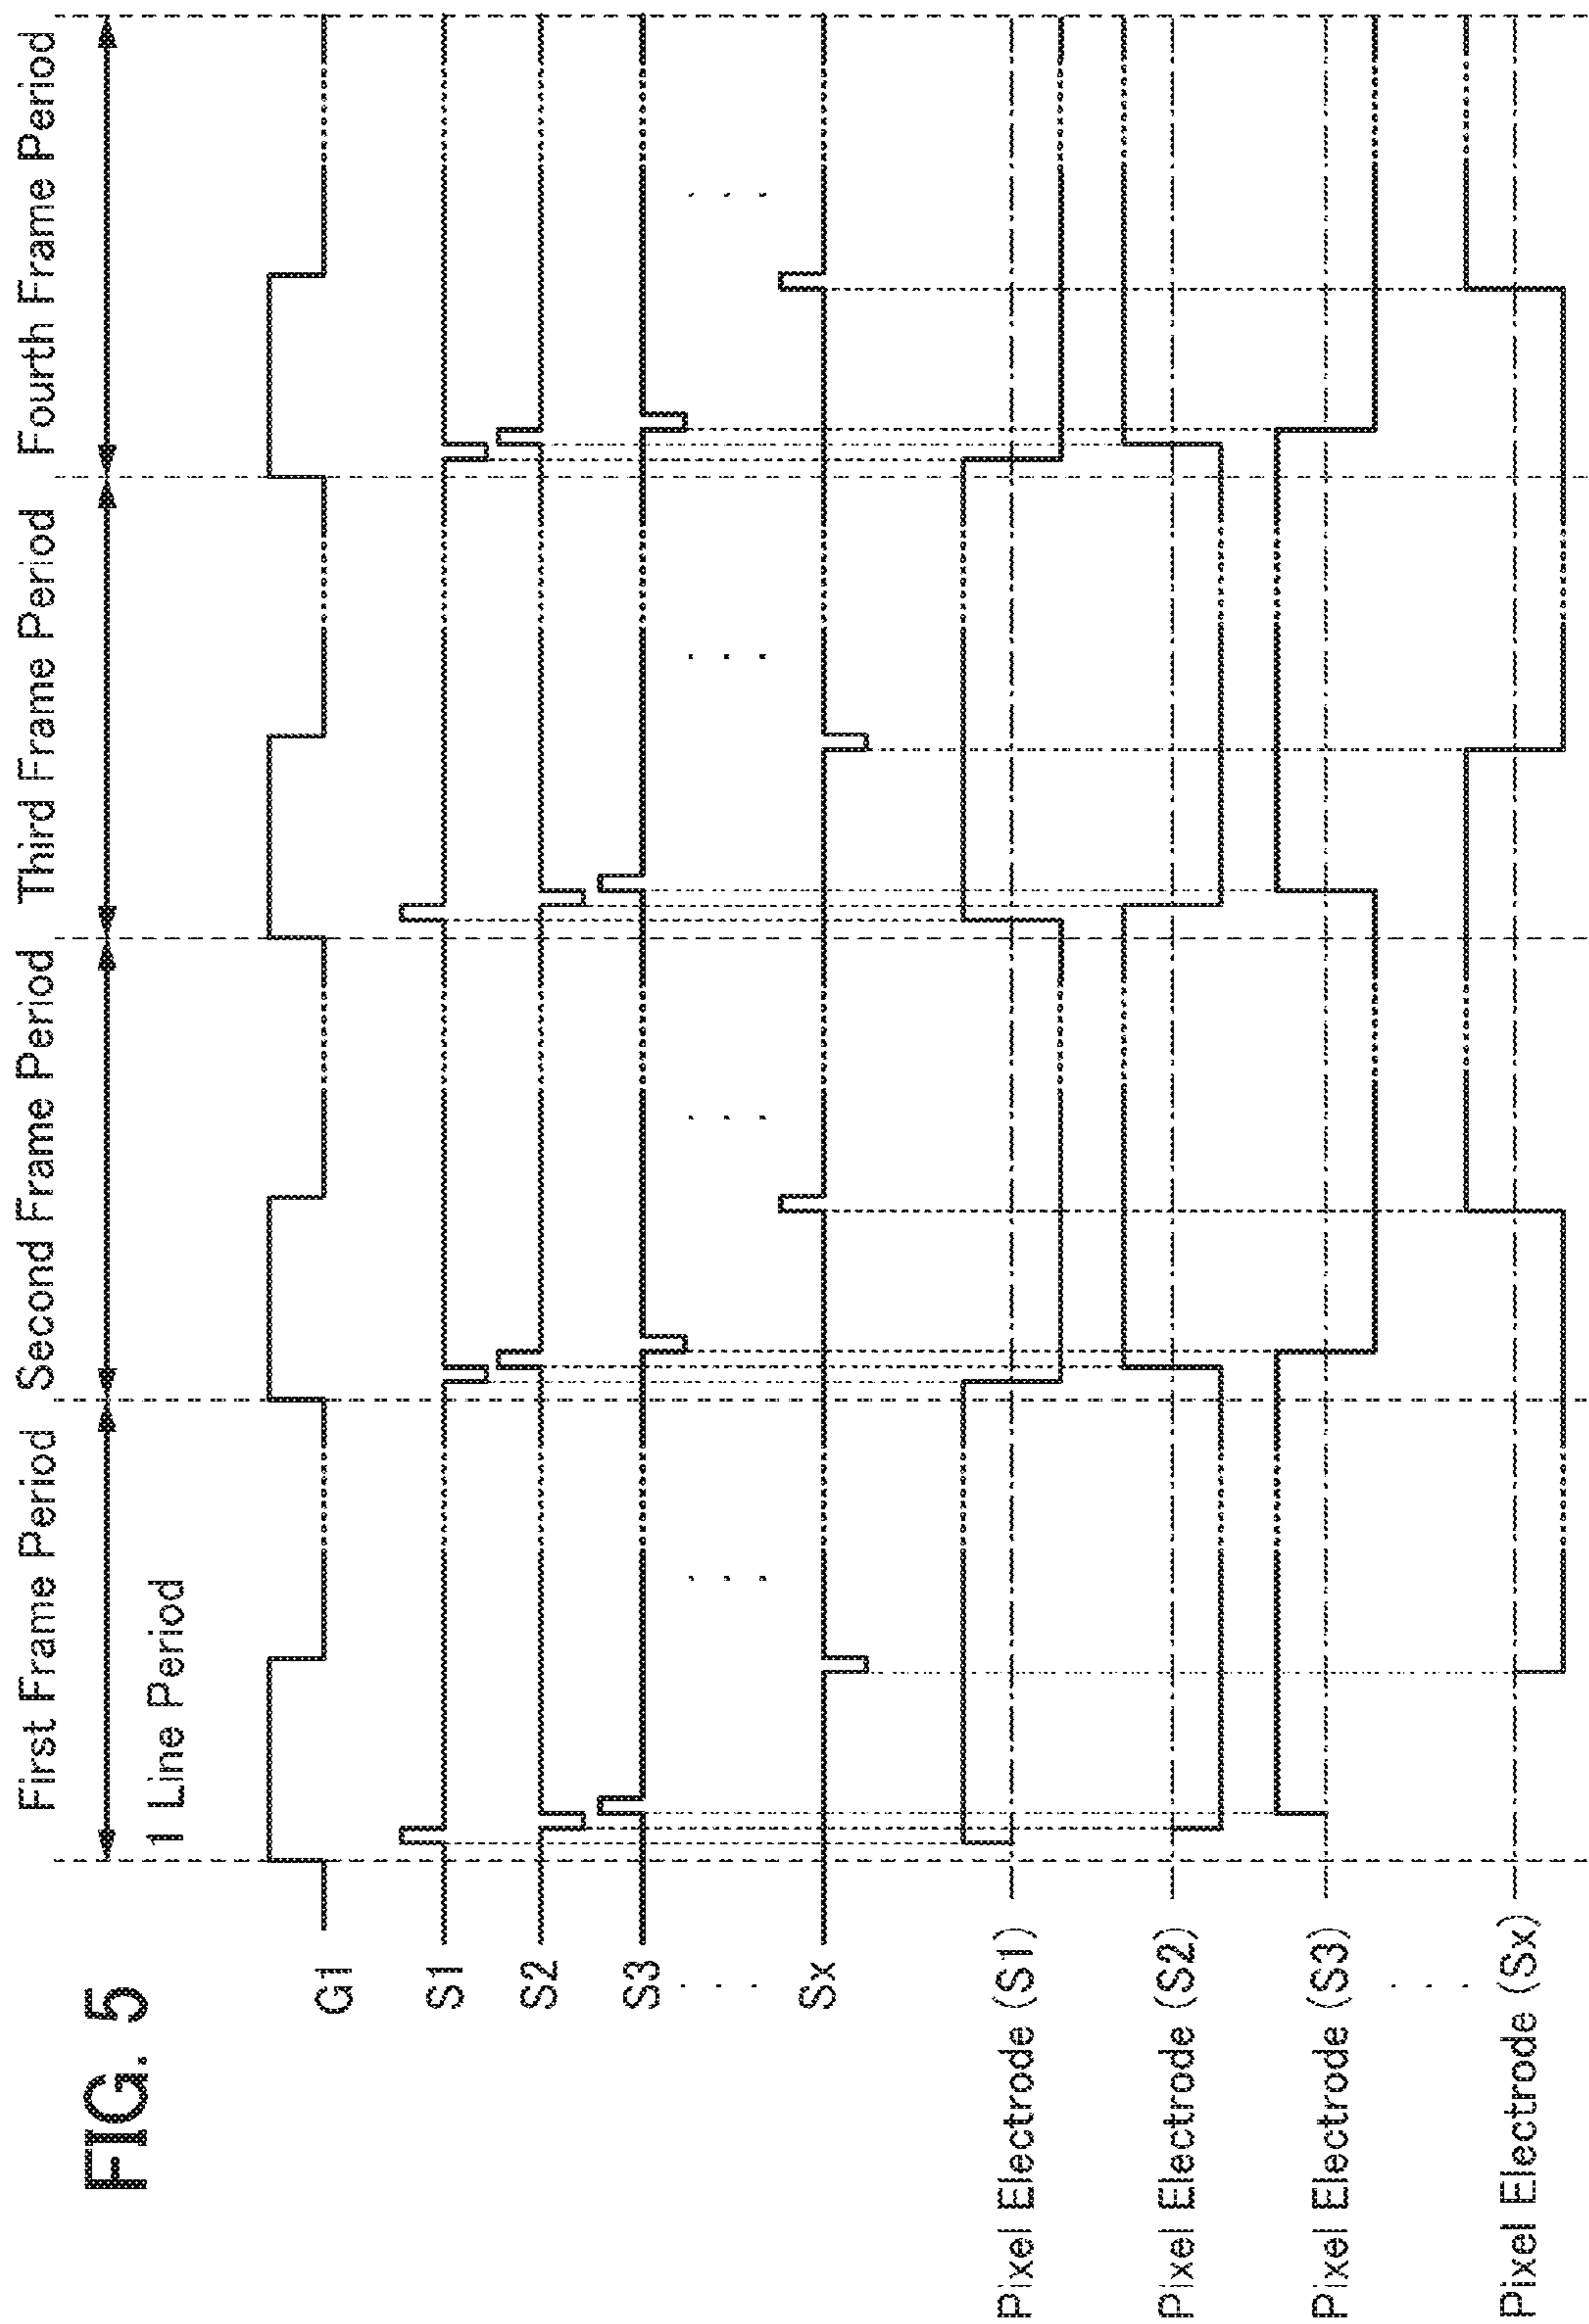 FIG. 5
First Frame Period
Second Frame Period
Third Frame Period
Fourth Frame Period
1 Line Period
G1
S1
S2
S3
. . .
Sx
Pixel Electrode (S1)
Pixel Electrode (S2)
Pixel Electrode (S3)
. . .
Pixel Electrode (Sx)